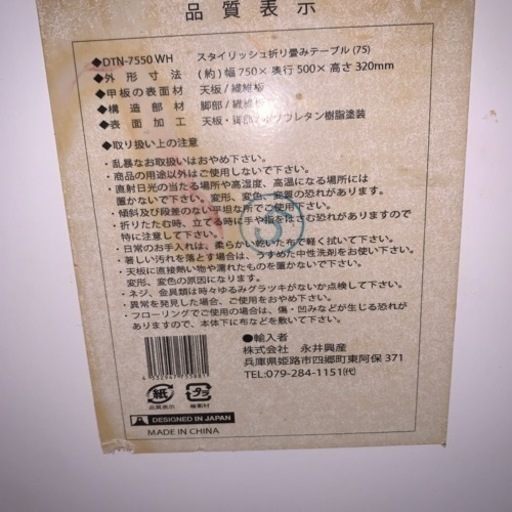 品質表示
◆DTN-7550 WH スタイリッシュ折り畳みテーブル(75)
◆外形寸法 (約)幅750×奥行500×高さ320mm
◆甲板の表面材 天板/繊維板
◆構造部材 脚部/繊維板
◆表面加工 天板・脚部/ポリウレタン樹脂塗装
◆取り扱い上の注意
・乱暴なお取扱いはおやめ下さい。
・商品の用途以外はご使用しないで下さい。
・直射日光の当たる場所や高湿度、高温になる場所には
置かないで下さい。変形、変色、変質の恐れがあります。
・傾斜及び段差のない平坦な所でご使用下さい。
・折りたたむ時、立てる時に手や指をはさむ恐れがありますので
特に注意して下さい。
・日常のお手入れは、柔らかい乾いた布で軽く拭いて下さい。
・著しい汚れを落とす場合は、うすめた中性洗剤をお使い下さい。
・天板に直接熱い物や濡れたものを置かないで下さい。
変形、変色の原因になります。
・ネジ、金具類は時々ゆるみグラツキがないか点検して下さい。
・異常を発見した場合、ご使用をおやめ下さい。
・フローリングでご使用の場合は、傷・凹みなどが生じる恐れが
ありますので、本体下に布などを敷いて下さい。
●輸入者
株式会社 永井興産
兵庫県姫路市四郷町東阿保 371
TEL:079-284-1151㈹
紙
品質表示
プラ
緩衝材
DESIGNED IN JAPAN
MADE IN CHINA